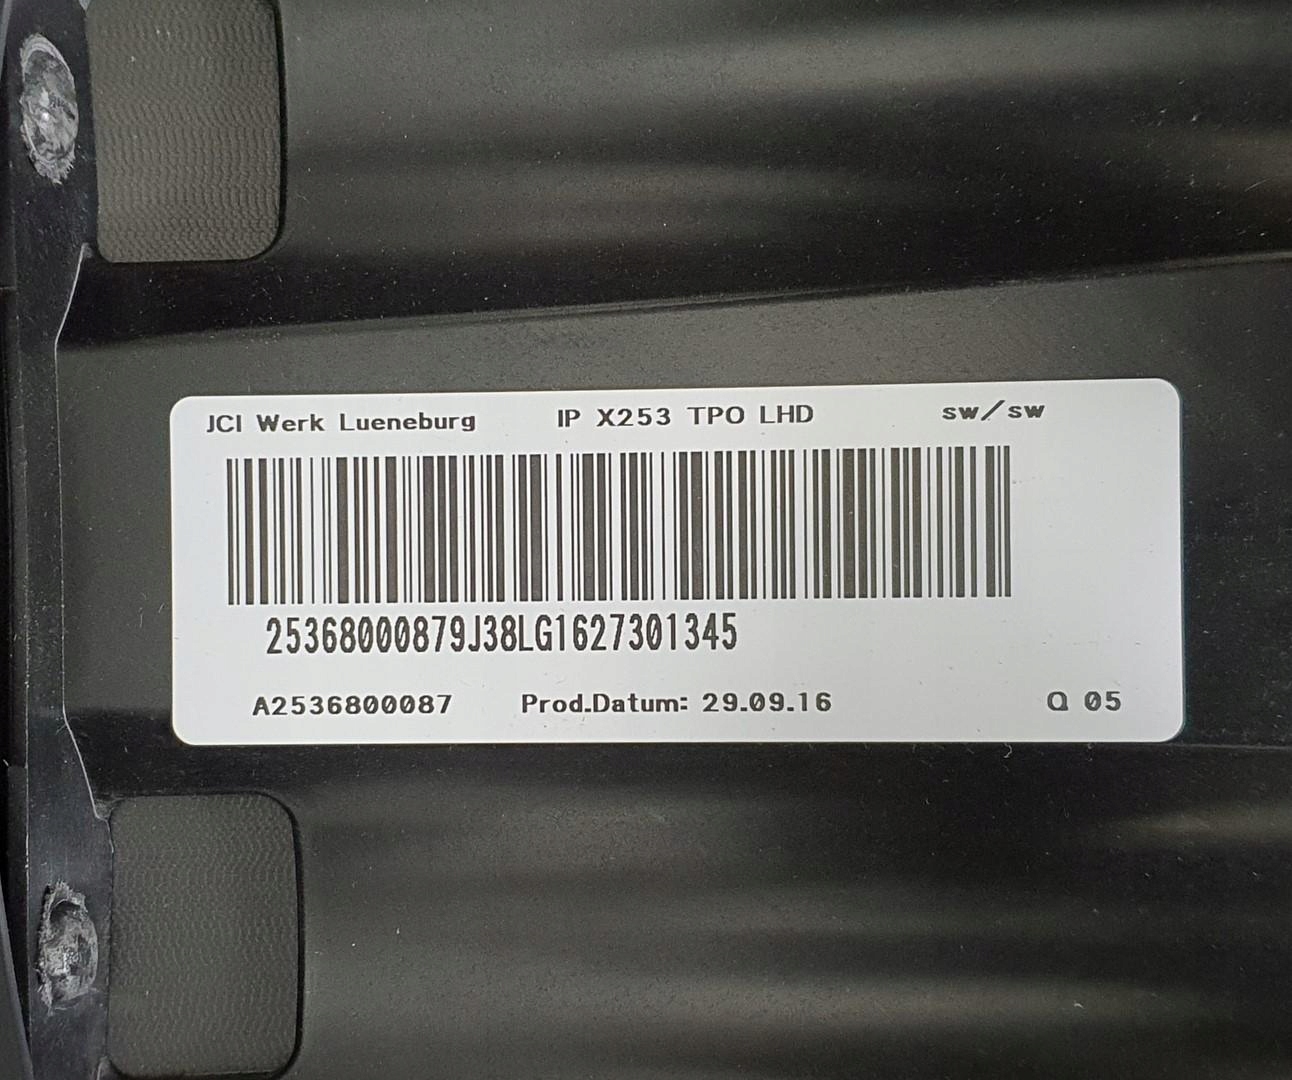 JCI Werk Lueneburg IP X253 TPO LHD sw/sw
25368000879J38LG1627301345
A2536800087 Prod.Datum: 29.09.16 Q 05